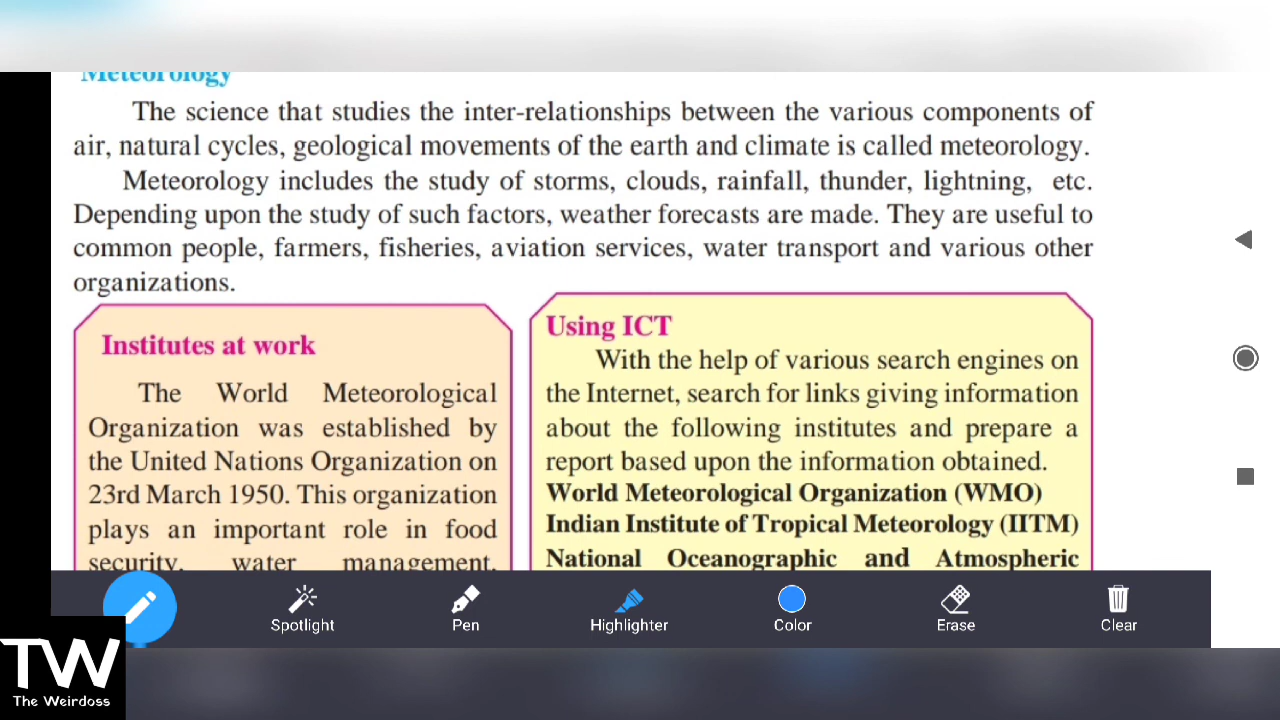 Meteorology
The science that studies the inter-relationships between the various components of
air, natural cycles, geological movements of the earth and climate is called meteorology.
Meteorology includes the study of storms, clouds, rainfall, thunder, lightning, etc.
Depending upon the study of such factors, weather forecasts are made. They are useful to
common people, farmers, fisheries, aviation services, water transport and various other
organizations.
Institutes at work
The World Meteorological
Organization was established by
the United Nations Organization on
23rd March 1950. This organization
plays an important role in food
security, water management,
Using ICT
With the help of various search engines on
the Internet, search for links giving information
about the following institutes and prepare a
report based upon the information obtained.
World Meteorological Organization (WMO)
Indian Institute of Tropical Meteorology (IITM)
National Oceanographic and Atmospheric
Spotlight
Pen
Highlighter
Color
Erase
Clear
TW
The Weirdoss